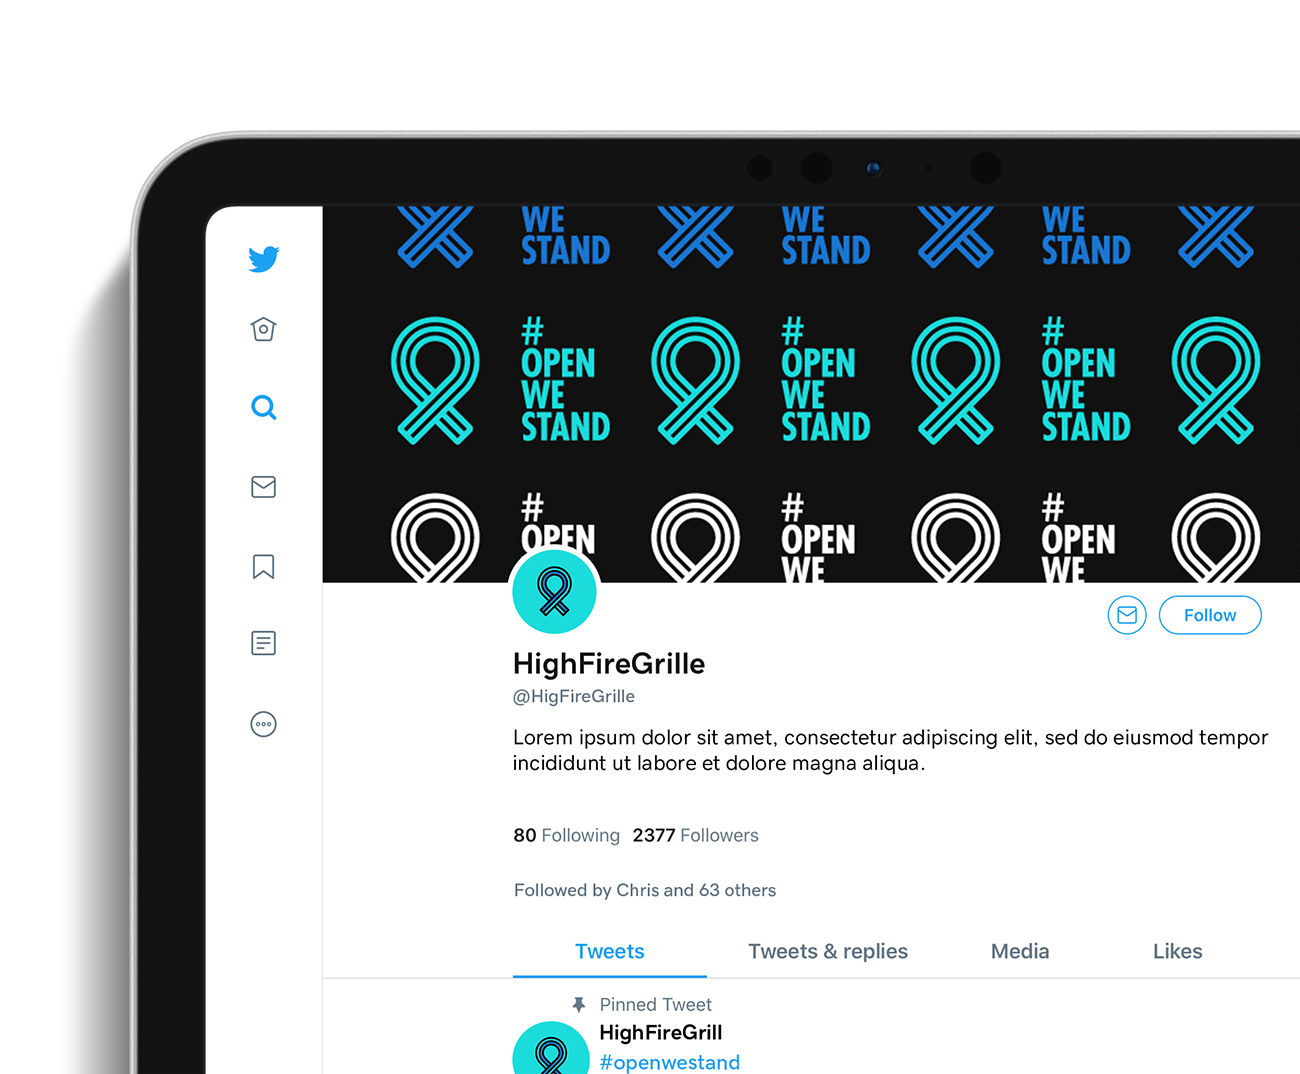 WE WE WE
STAND STAND STAND
# # #
OPEN OPEN OPEN
WE WE WE
STAND STAND STAND
# # #
OPEN OPEN OPEN
WE WE
Follow
HighFireGrille
@HigFireGrille
Lorem ipsum dolor sit amet, consectetur adipiscing elit, sed do eiusmod tempor
incididunt ut labore et dolore magna aliqua.
80 Following 2377 Followers
Followed by Chris and 63 others
Tweets Tweets & replies Media Likes
Pinned Tweet
HighFireGrill
#openwestand